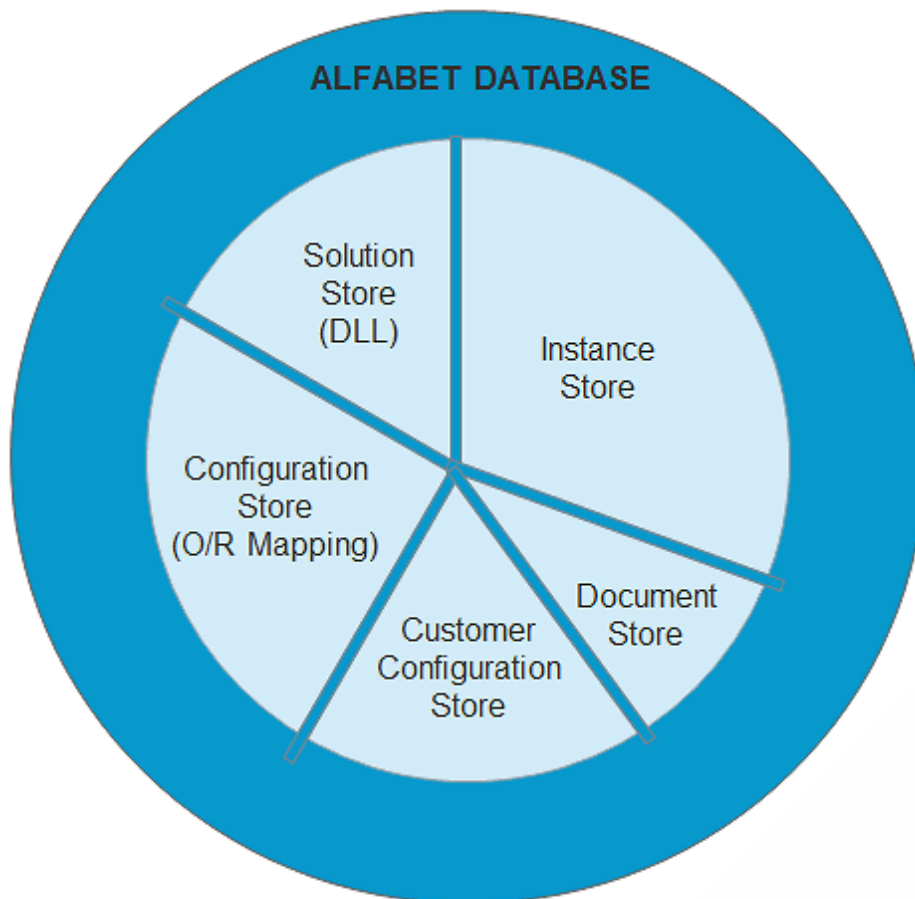 ALFABET DATABASE
Solution
Store
(DLL)
Instance
Store
Configuration
Store
(O/R Mapping)
Document
Store
Customer
Configuration
Store